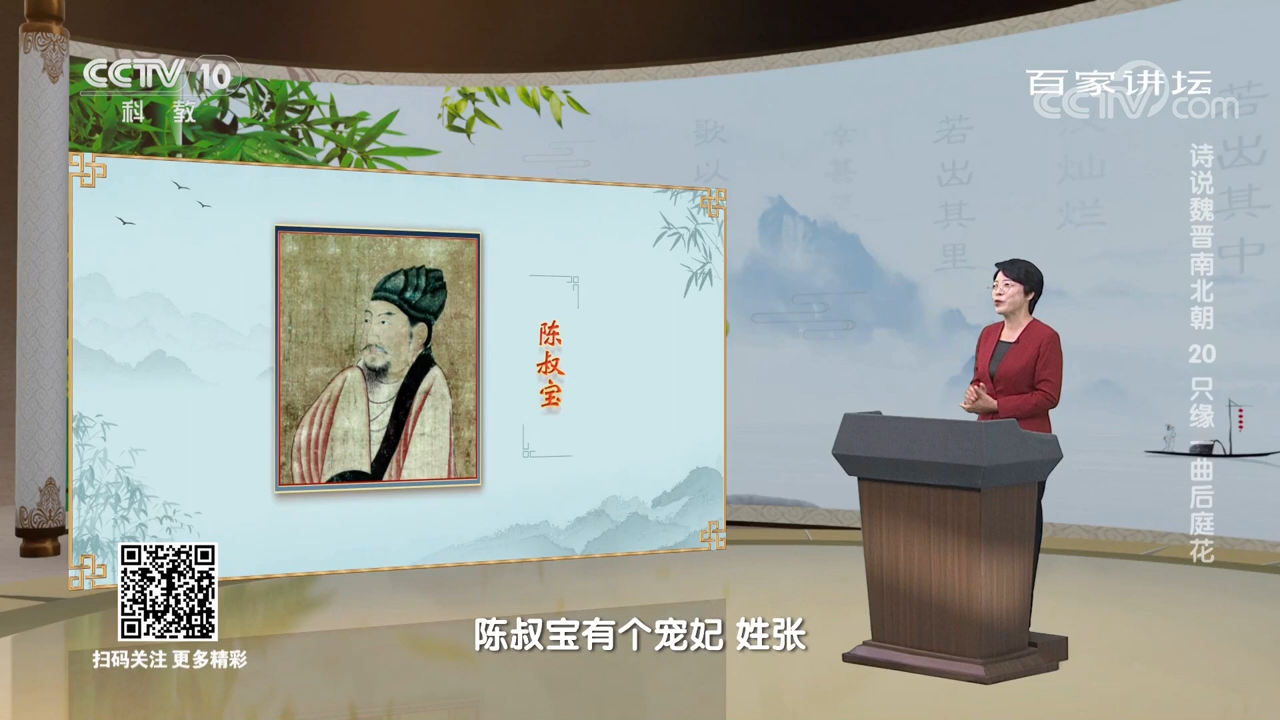 CCTV 10
科教
百家讲坛
CCTV.com
歌以
若出其里
灿烂
若出其中
诗说魏晋南北朝 20 只缘一曲后庭花
陈叔宝
陈叔宝有个宠妃 姓张
扫码关注 更多精彩